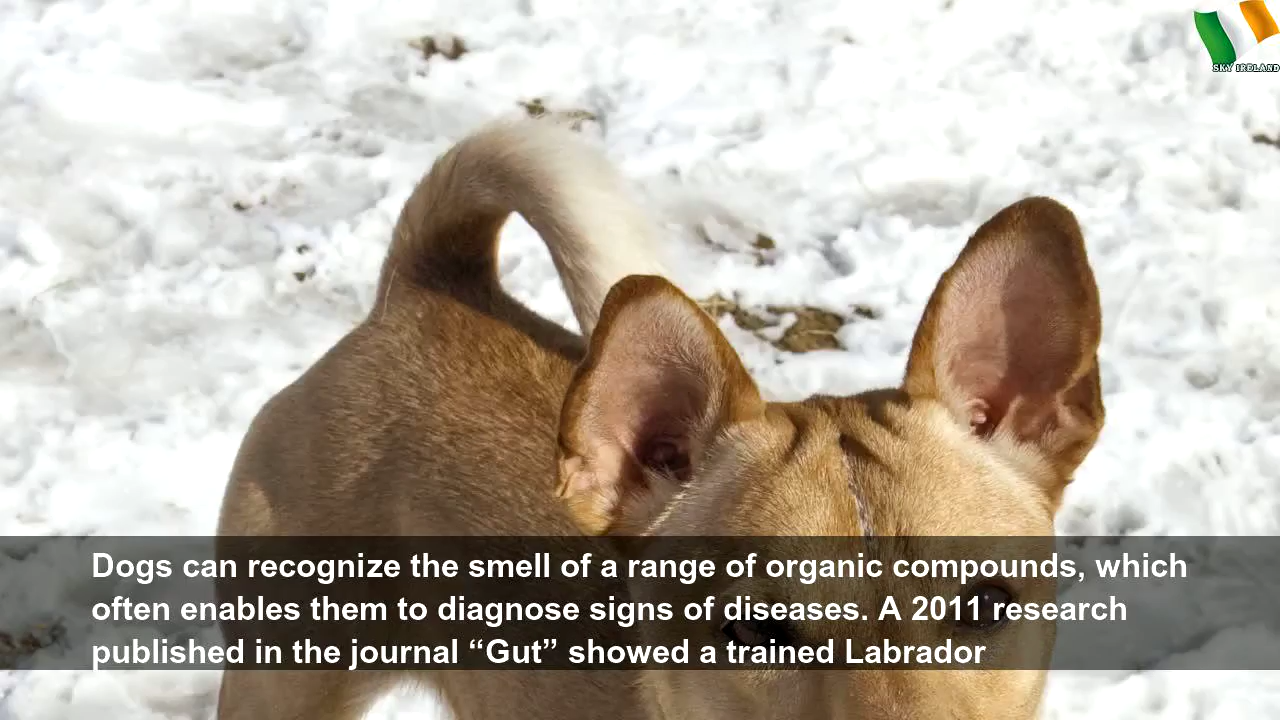 SKY IRELAND
Dogs can recognize the smell of a range of organic compounds, which
often enables them to diagnose signs of diseases. A 2011 research
published in the journal “Gut” showed a trained Labrador